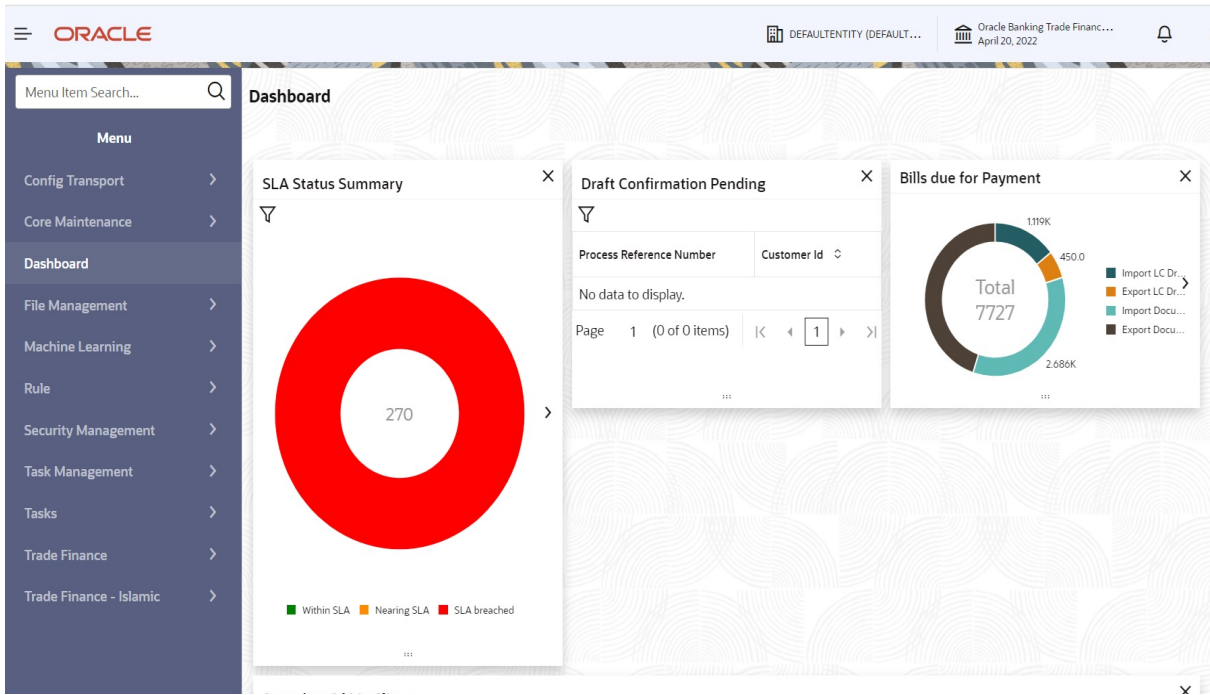 ORACLE
DEFAULTENTITY (DEFAULT...
Oracle Banking Trade Financ...
April 20, 2022
Menu Item Search...
Menu
Config Transport
Core Maintenance
Dashboard
File Management
Machine Learning
Rule
Security Management
Task Management
Tasks
Trade Finance
Trade Finance - Islamic
Dashboard
SLA Status Summary
270
Within SLA Nearing SLA SLA breached
Draft Confirmation Pending
Process Reference Number Customer Id
No data to display.
Page 1 (0 of 0 items) 1
Bills due for Payment
1.119K
450.0
Total
7727
2.686K
Import LC Dr...
Export LC Dr...
Import Docu...
Export Docu...